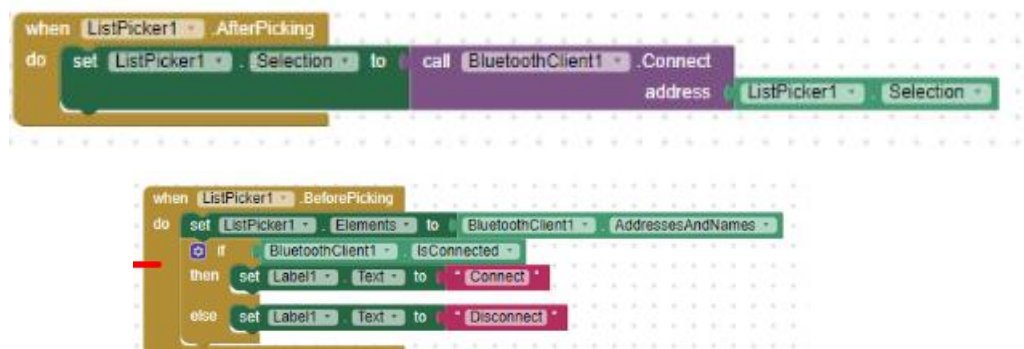 when ListPicker1 .AfterPicking
do set ListPicker1 . Selection to call BluetoothClient1 .Connect
address ListPicker1 . Selection
when ListPicker1 .BeforePicking
do set ListPicker1 . Elements to BluetoothClient1 . AddressesAndNames
if BluetoothClient1 . IsConnected
then set Label1 . Text to " Connect "
else set Label1 . Text to " Disconnect "